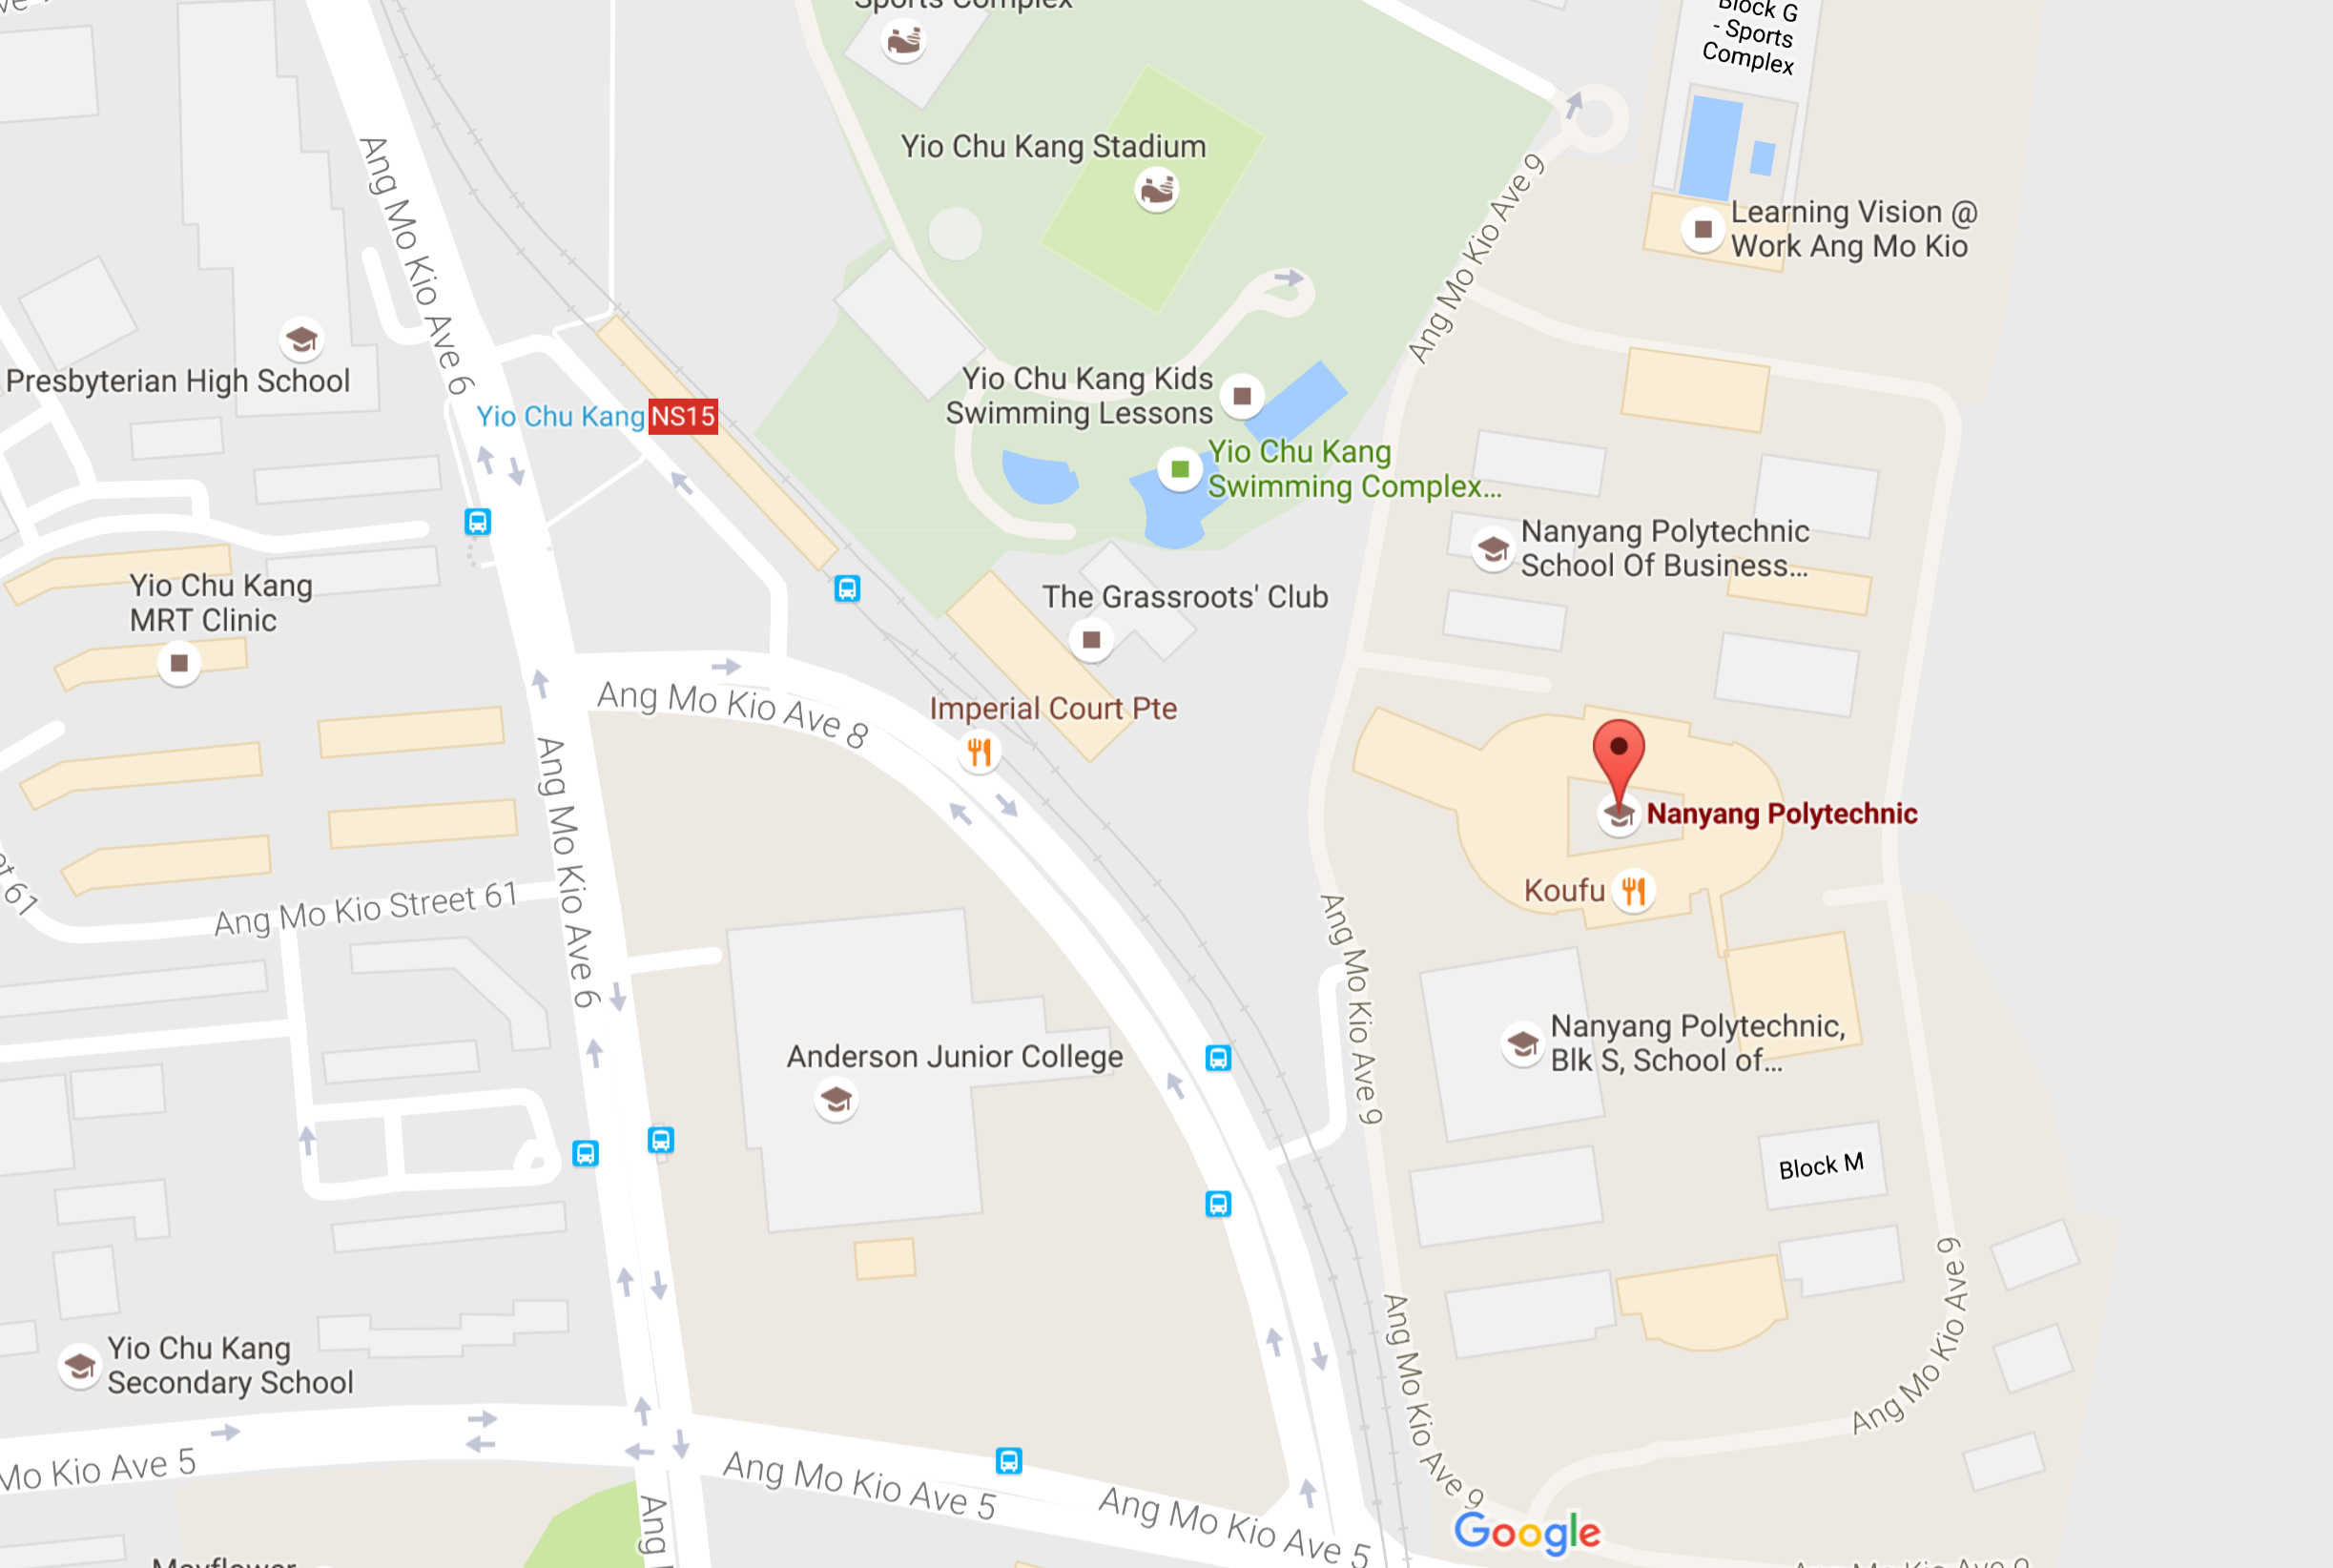 Sports Complex
Block G
- Sports
Complex
Yio Chu Kang Stadium
Ang Mo Kio Ave 6
Ang Mo Kio Ave 9
Learning Vision @
Work Ang Mo Kio
Presbyterian High School
Yio Chu Kang NS15
Yio Chu Kang Kids
Swimming Lessons
Yio Chu Kang
Swimming Complex...
Nanyang Polytechnic
School Of Business...
Yio Chu Kang
MRT Clinic
The Grassroots' Club
Ang Mo Kio Ave 8
Imperial Court Pte
Ang Mo Kio Ave 6
Nanyang Polytechnic
Koufu
et 61
Ang Mo Kio Street 61
Ang Mo Kio Ave 9
Anderson Junior College
Nanyang Polytechnic,
Blk S, School of...
Block M
Ang Mo Kio Ave 9
Ang Mo Kio Ave 9
Yio Chu Kang
Secondary School
Mo Kio Ave 5
Ang Mo Kio Ave 5
Ang Mo Kio Ave 5
Ang
Google
Mayflower